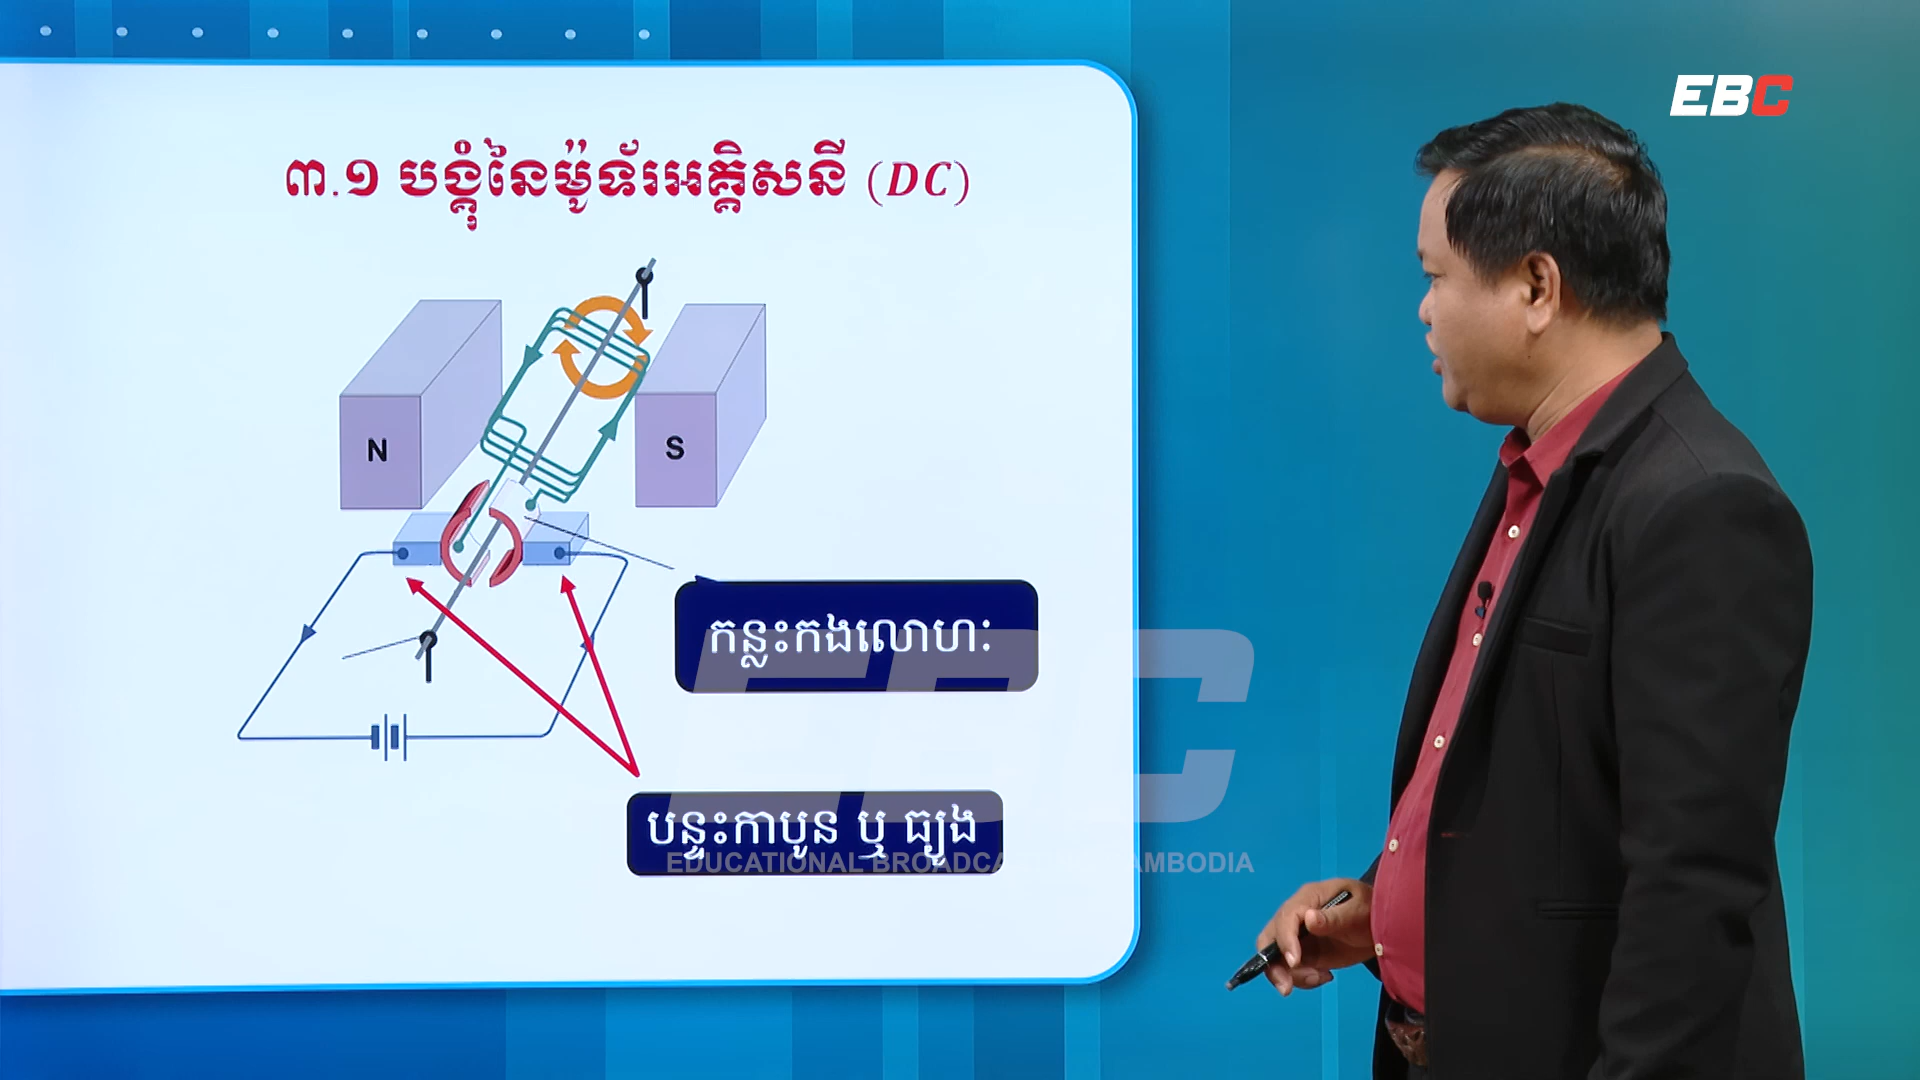 EBC
៣.១ បង្គុំនៃម៉ូទ័រអគ្គិសនី (DC)
N
S
កន្លះកងលោហៈ
បន្ទះកាបូន ឬ ធ្យូង
EBC
EDUCATIONAL BROADCA
AMBODIA